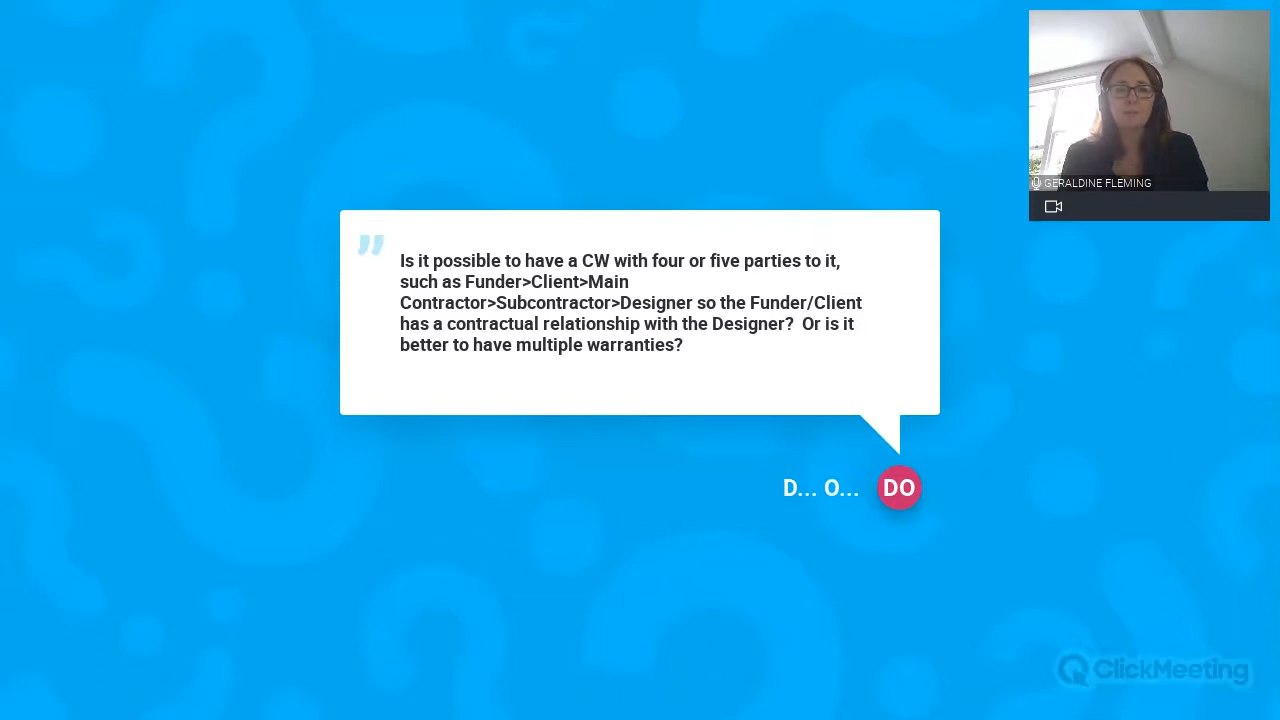 GERALDINE FLEMING
Is it possible to have a CW with four or five parties to it,
such as Funder>Client>Main
Contractor>Subcontractor>Designer so the Funder/Client
has a contractual relationship with the Designer?  Or is it
better to have multiple warranties?
D... O... DO
ClickMeeting